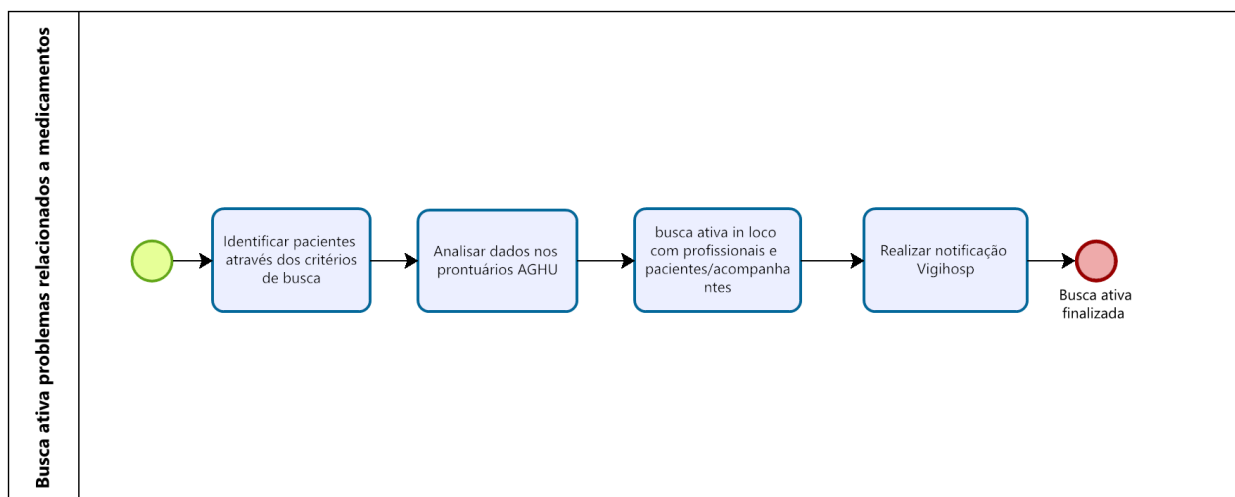 Busca ativa problemas relacionados a medicamentos
Identificar pacientes
através dos critérios
de busca
Analisar dados nos
prontuários AGHU
busca ativa in loco
com profissionais e
pacientes/acompanha
ntes
Realizar notificação
Vigihosp
Busca ativa
finalizada